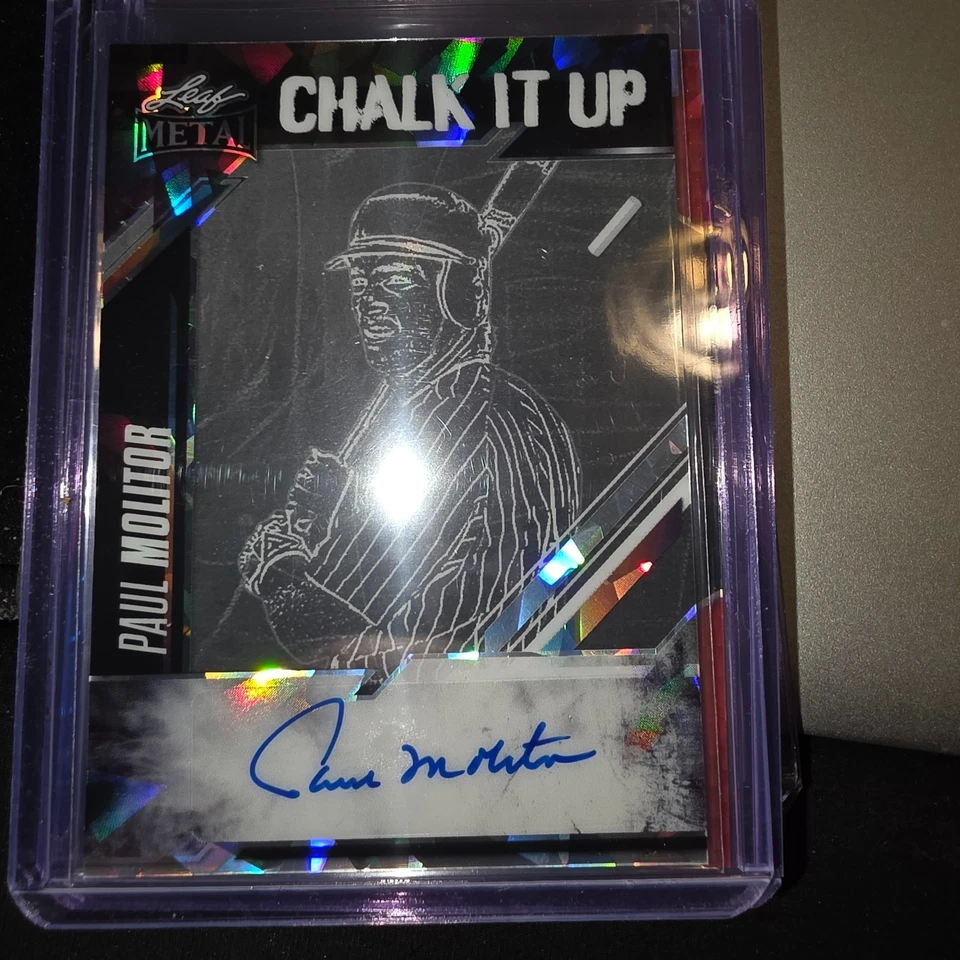 Leaf
METAL
CHALK IT UP
PAUL MOLITOR
Paul Molitor